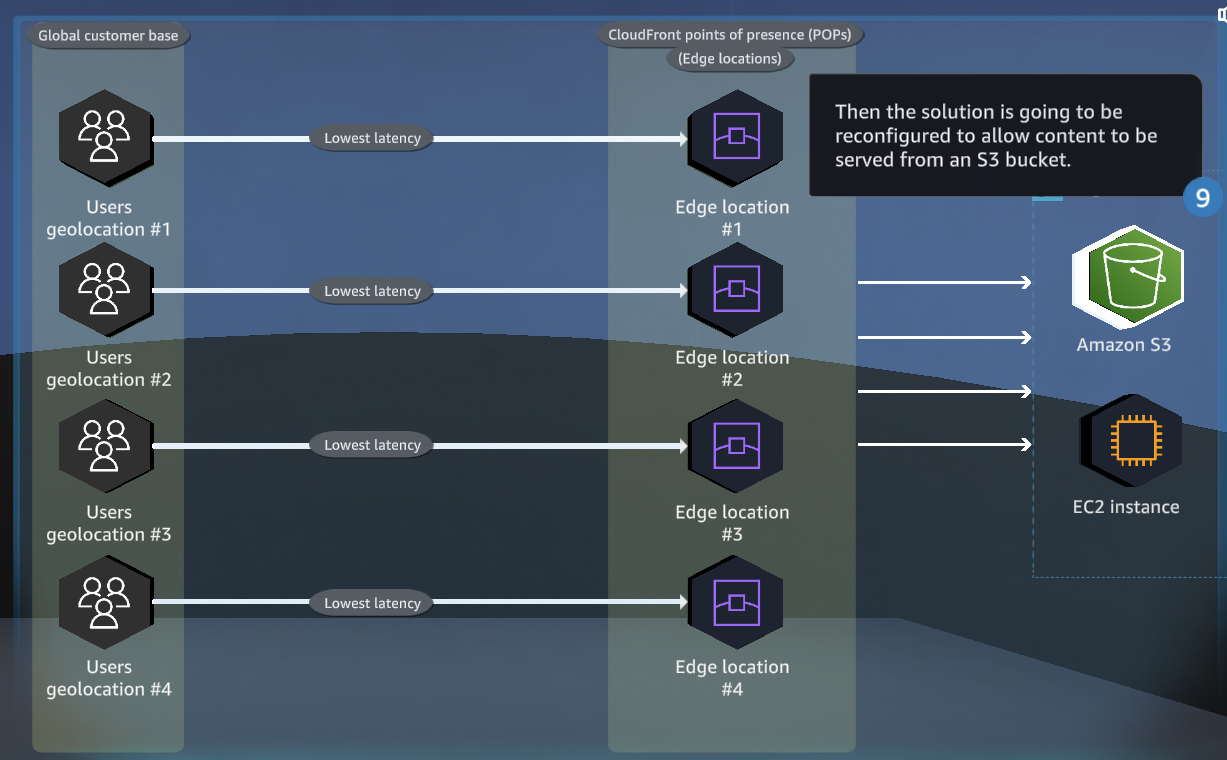 Global customer base
CloudFront points of presence (POPs)
(Edge locations)
Then the solution is going to be
reconfigured to allow content to be
served from an S3 bucket.
9
Lowest latency
Users
geolocation #1
Edge location
#1
Lowest latency
Users
geolocation #2
Edge location
#2
Amazon S3
Lowest latency
Users
geolocation #3
Edge location
#3
EC2 instance
Lowest latency
Users
geolocation #4
Edge location
#4